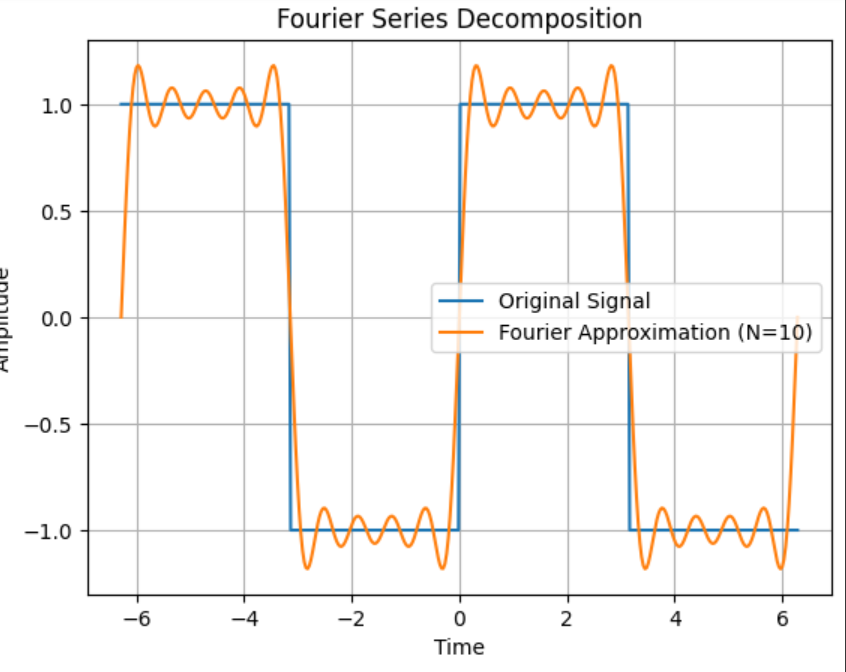 Fourier Series Decomposition
1.0
0.5
0.0
−0.5
−1.0
Amplitude
Original Signal
Fourier Approximation (N=10)
−6
−4
−2
0
2
4
6
Time